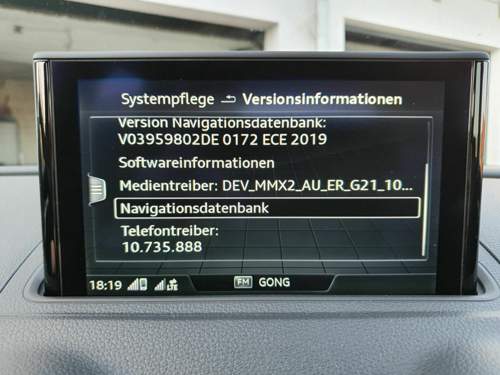 Systempflege Versionsinformationen
Version Navigationsdatenbank:
V03959802DE 0172 ECE 2019
Softwareinformationen
Medientreiber: DEV_MMX2_AU_ER_G21_10...
Navigationsdatenbank
Telefontreiber:
10.735.888
18:19 LTE FM GONG